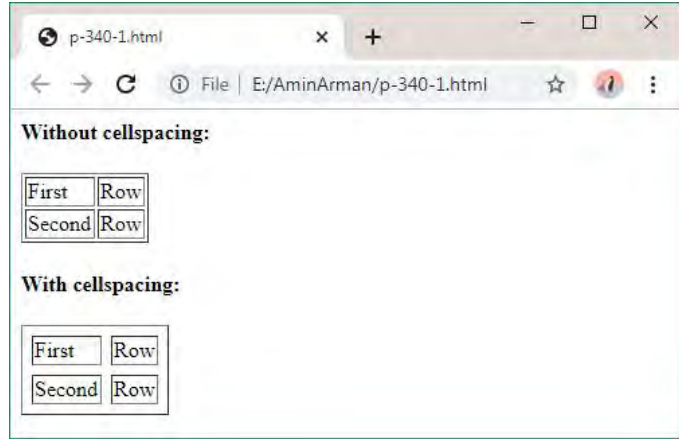 p-340-1.html
File | E:/AminArman/p-340-1.html
Without cellspacing:
First Row
Second Row
With cellspacing:
First Row
Second Row